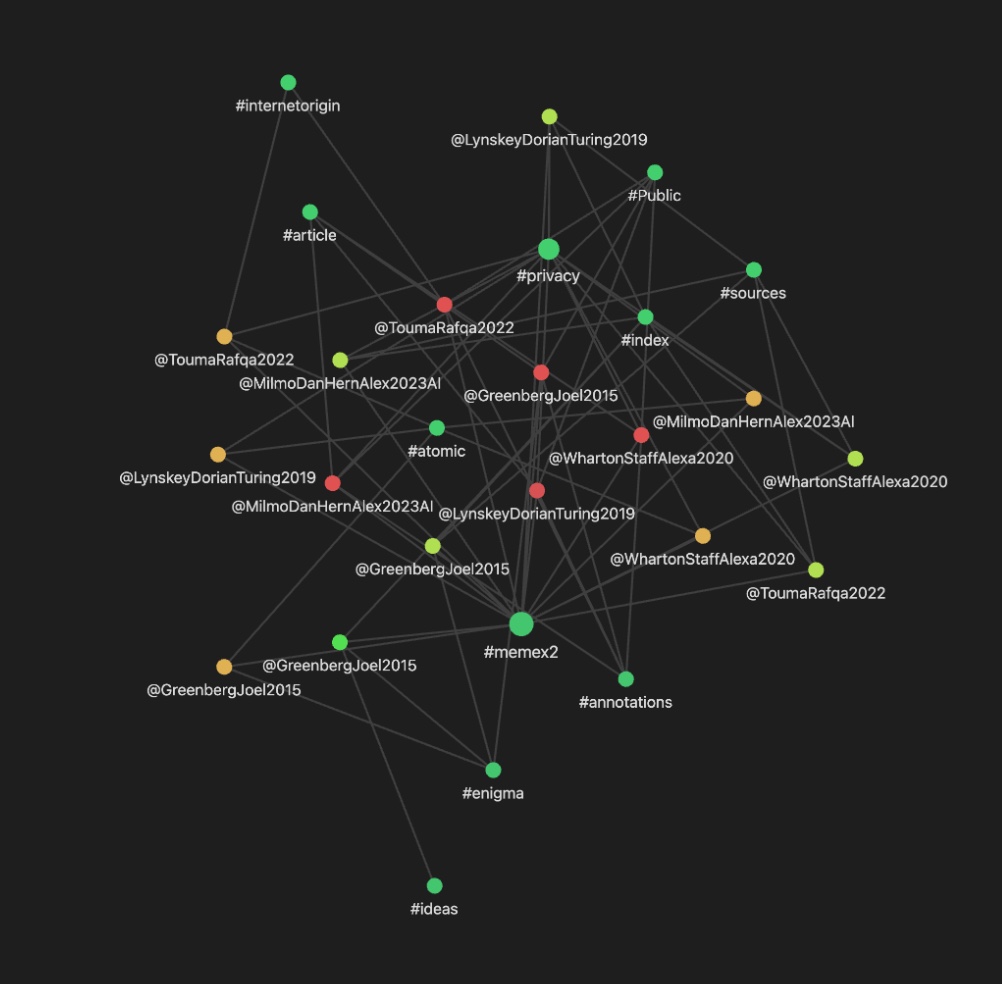 #internetorigin
@LynskeyDorianTuring2019
#Public
#article
#privacy
#sources
@ToumaRafqa2022
#index
@ToumaRafqa2022
@MilmoDanHernAlex2023AI
@GreenbergJoel2015
@MilmoDanHernAlex2023AI
#atomic
@WhartonStaffAlexa2020
@LynskeyDorianTuring2019
@WhartonStaffAlexa2020
@MilmoDanHernAlex2023AI
@LynskeyDorianTuring2019
@WhartonStaffAlexa2020
@GreenbergJoel2015
@ToumaRafqa2022
#memex2
@GreenbergJoel2015
@GreenbergJoel2015
#annotations
#enigma
#ideas